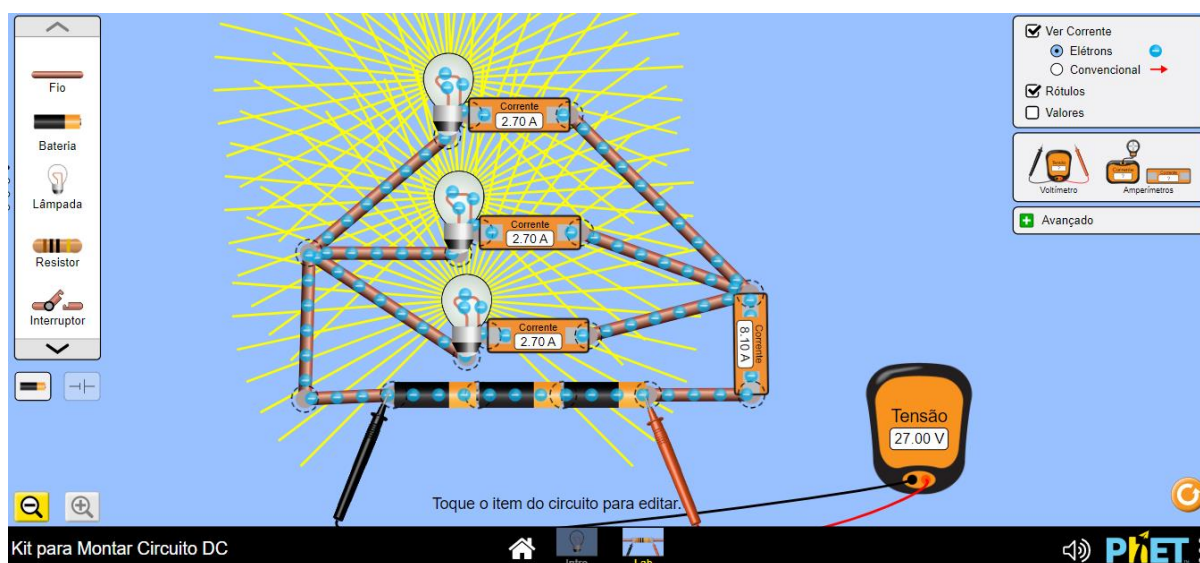 Fio
Bateria
Lâmpada
Resistor
Interruptor
Corrente
2.70 A
Corrente
2.70 A
Corrente
2.70 A
Corrente
8.10 A
Tensão
27.00 V
Ver Corrente
Elétrons
Convencional
Rótulos
Valores
Voltímetro
Amperímetros
Avançado
Toque o item do circuito para editar.
Kit para Montar Circuito DC
Intro
Lab
PhET